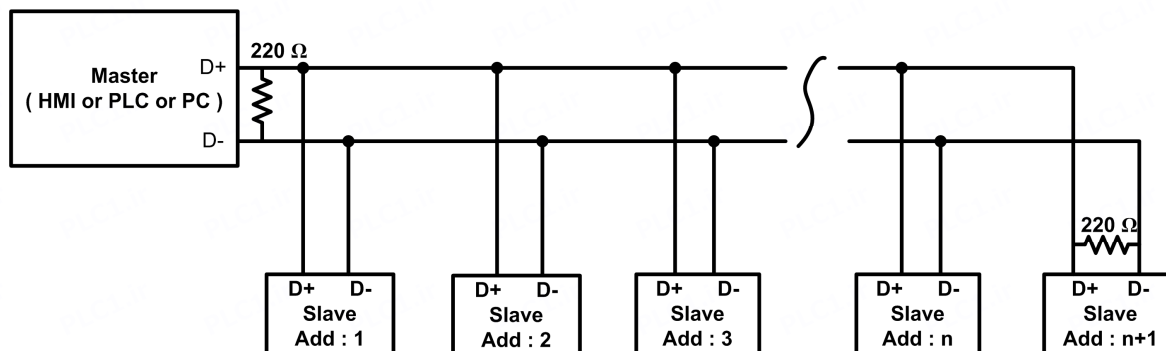 220 Ω
Master
( HMI or PLC or PC )
D+
D-
220 Ω
D+ D-
Slave
Add : 1
D+ D-
Slave
Add : 2
D+ D-
Slave
Add : 3
D+ D-
Slave
Add : n
D+ D-
Slave
Add : n+1